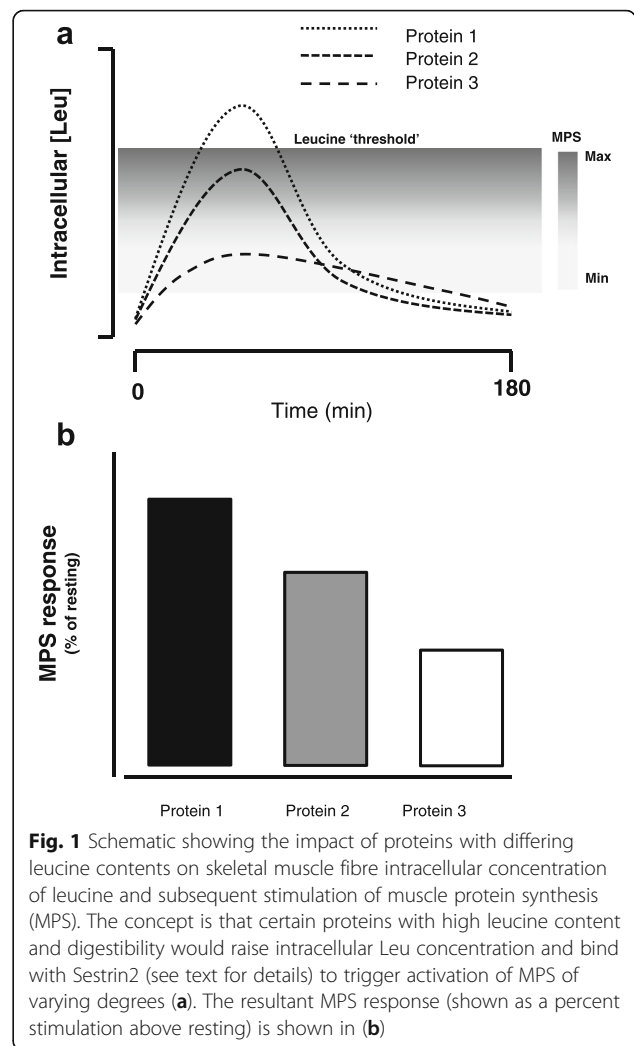 a
Protein 1
Protein 2
Protein 3
Intracellular [Leu]
Leucine ‘threshold’
MPS
Max
Min
0
180
Time (min)
b
MPS response
(% of resting)
Protein 1
Protein 2
Protein 3
Fig. 1 Schematic showing the impact of proteins with differing
leucine contents on skeletal muscle fibre intracellular concentration
of leucine and subsequent stimulation of muscle protein synthesis
(MPS). The concept is that certain proteins with high leucine content
and digestibility would raise intracellular Leu concentration and bind
with Sestrin2 (see text for details) to trigger activation of MPS of
varying degrees (a). The resultant MPS response (shown as a percent
stimulation above resting) is shown in (b)